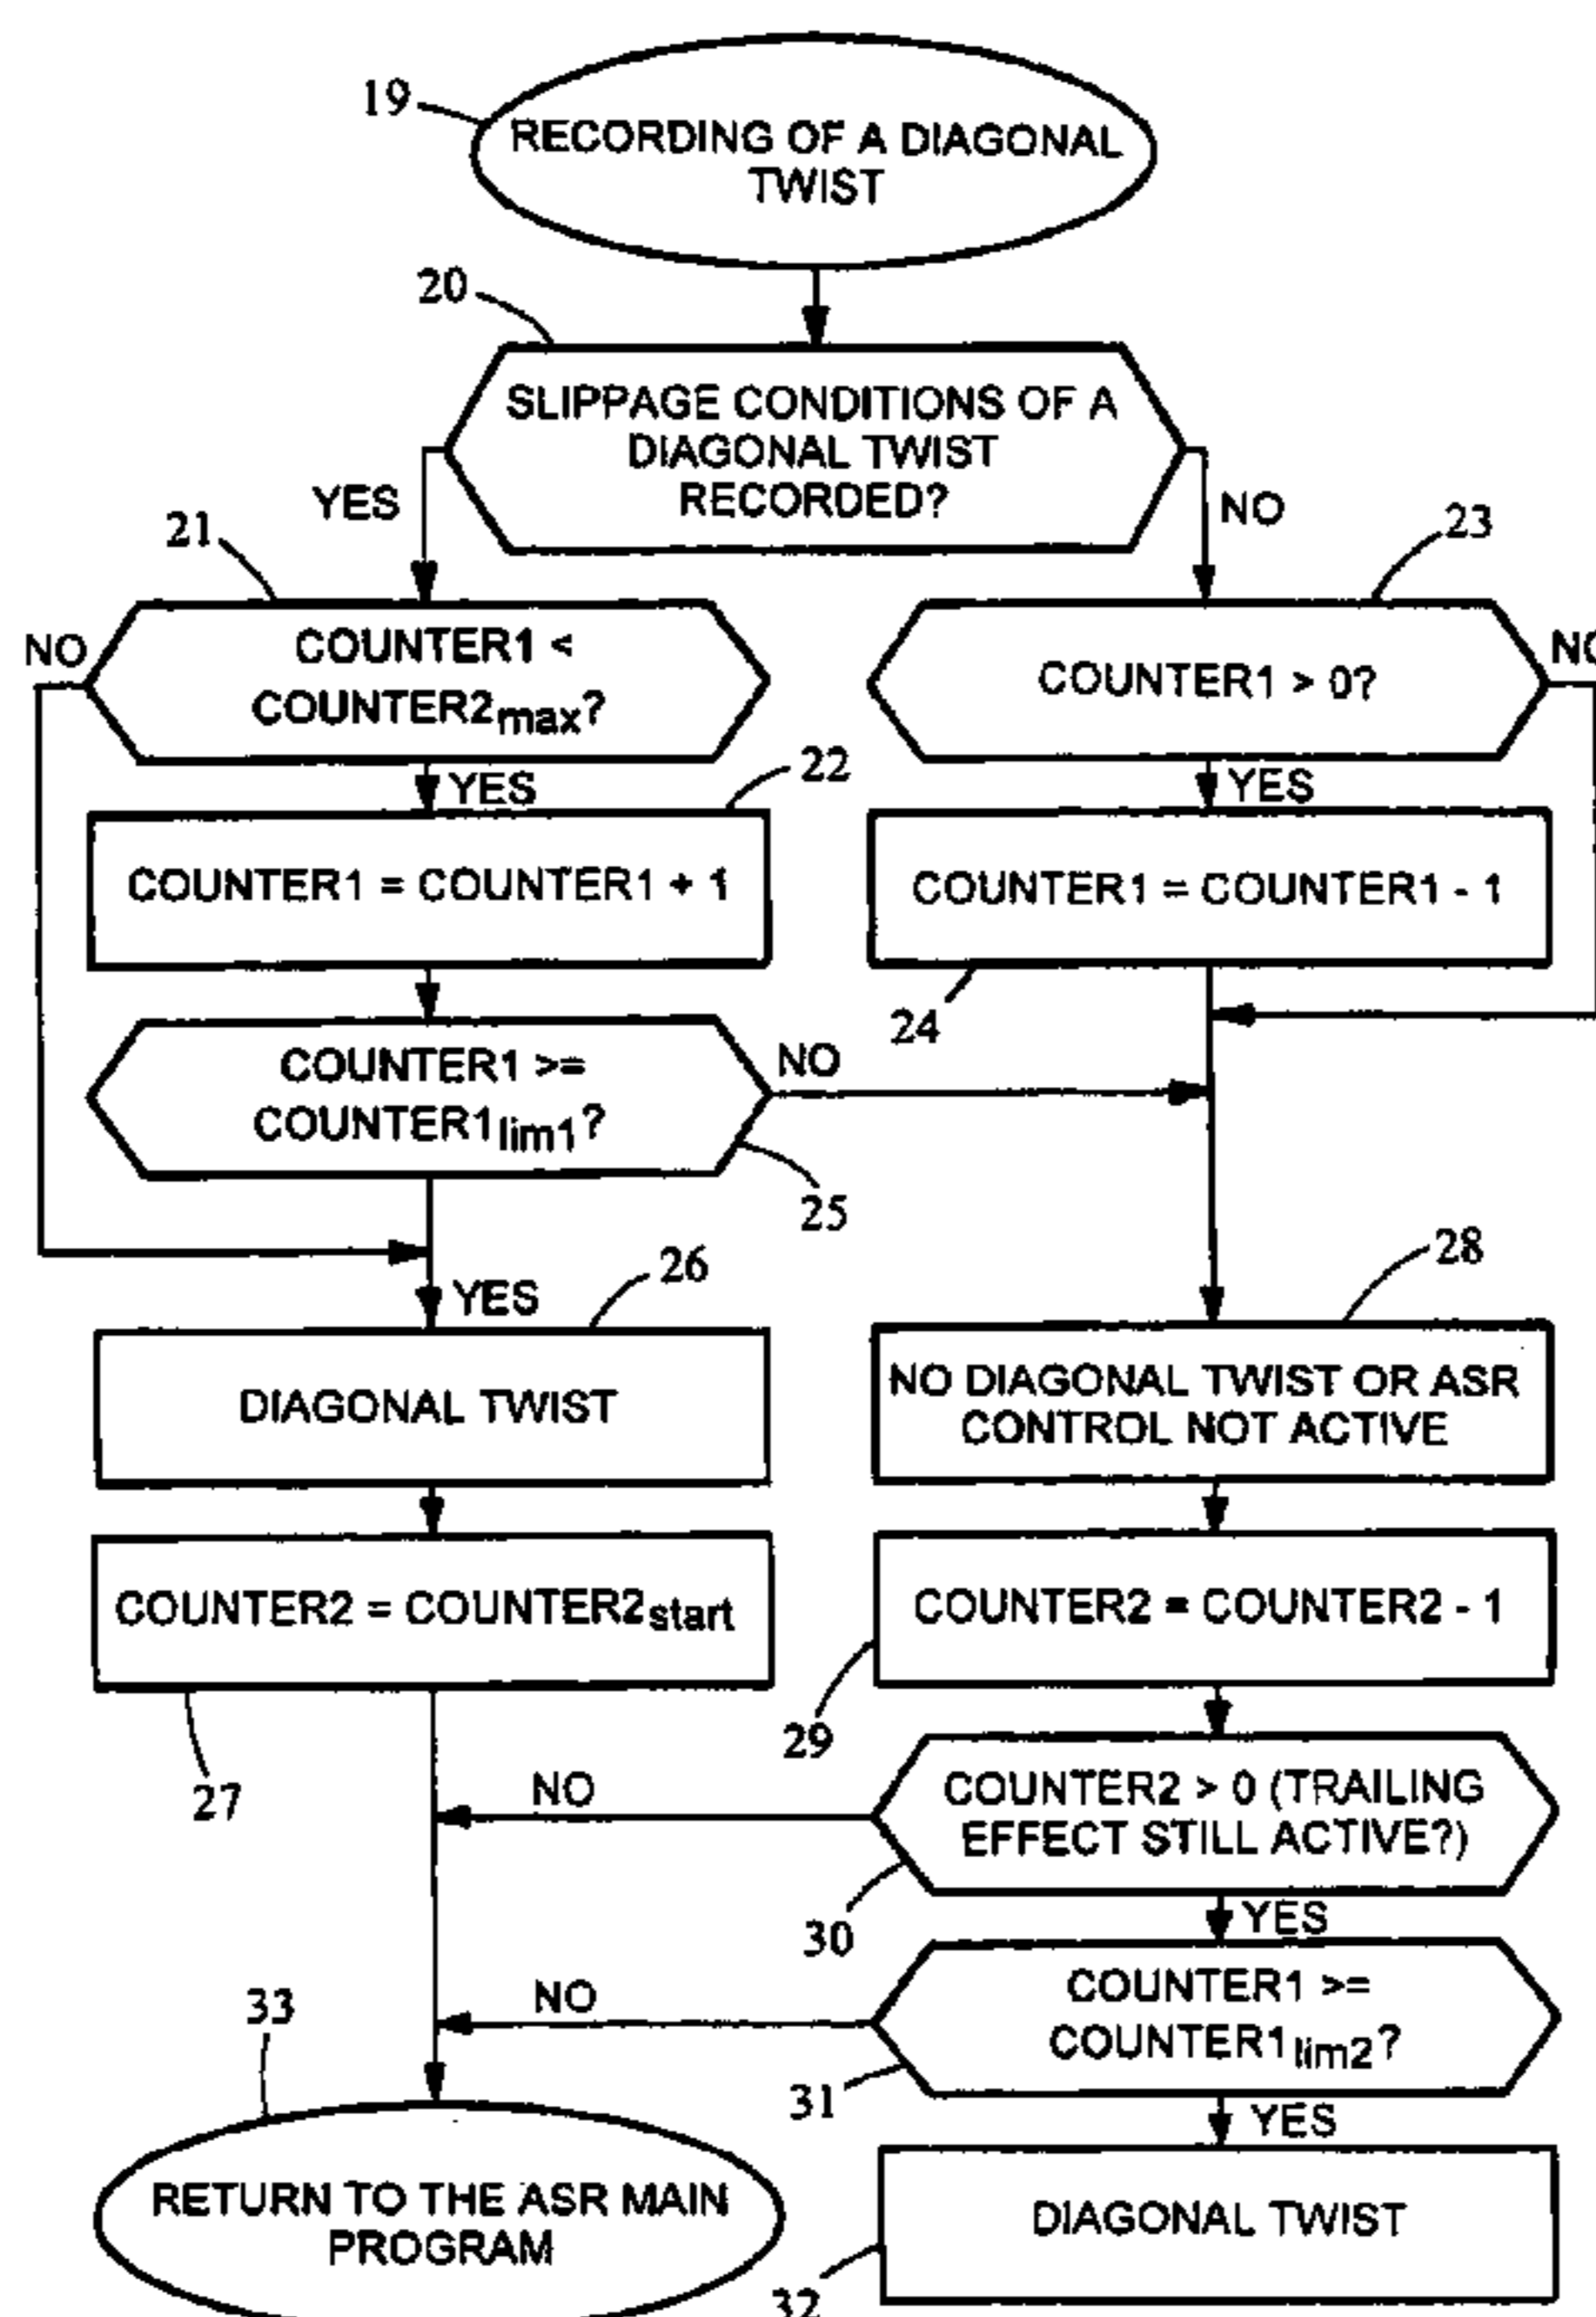 19
RECORDING OF A DIAGONAL
TWIST
20
SLIPPAGE CONDITIONS OF A
DIAGONAL TWIST
RECORDED?
YES
NO
21
23
NO
COUNTER1 <
COUNTER2max?
COUNTER1 > 0?
NO
YES
22
YES
COUNTER1 = COUNTER1 + 1
COUNTER1 = COUNTER1 - 1
24
COUNTER1 >=
COUNTER1lim1?
NO
25
26
28
YES
DIAGONAL TWIST
NO DIAGONAL TWIST OR ASR
CONTROL NOT ACTIVE
COUNTER2 = COUNTER2start
COUNTER2 = COUNTER2 - 1
27
29
NO
COUNTER2 > 0 (TRAILING
EFFECT STILL ACTIVE?)
30
YES
33
NO
COUNTER1 >=
COUNTER1lim2?
31
YES
RETURN TO THE ASR MAIN
PROGRAM
DIAGONAL TWIST
32